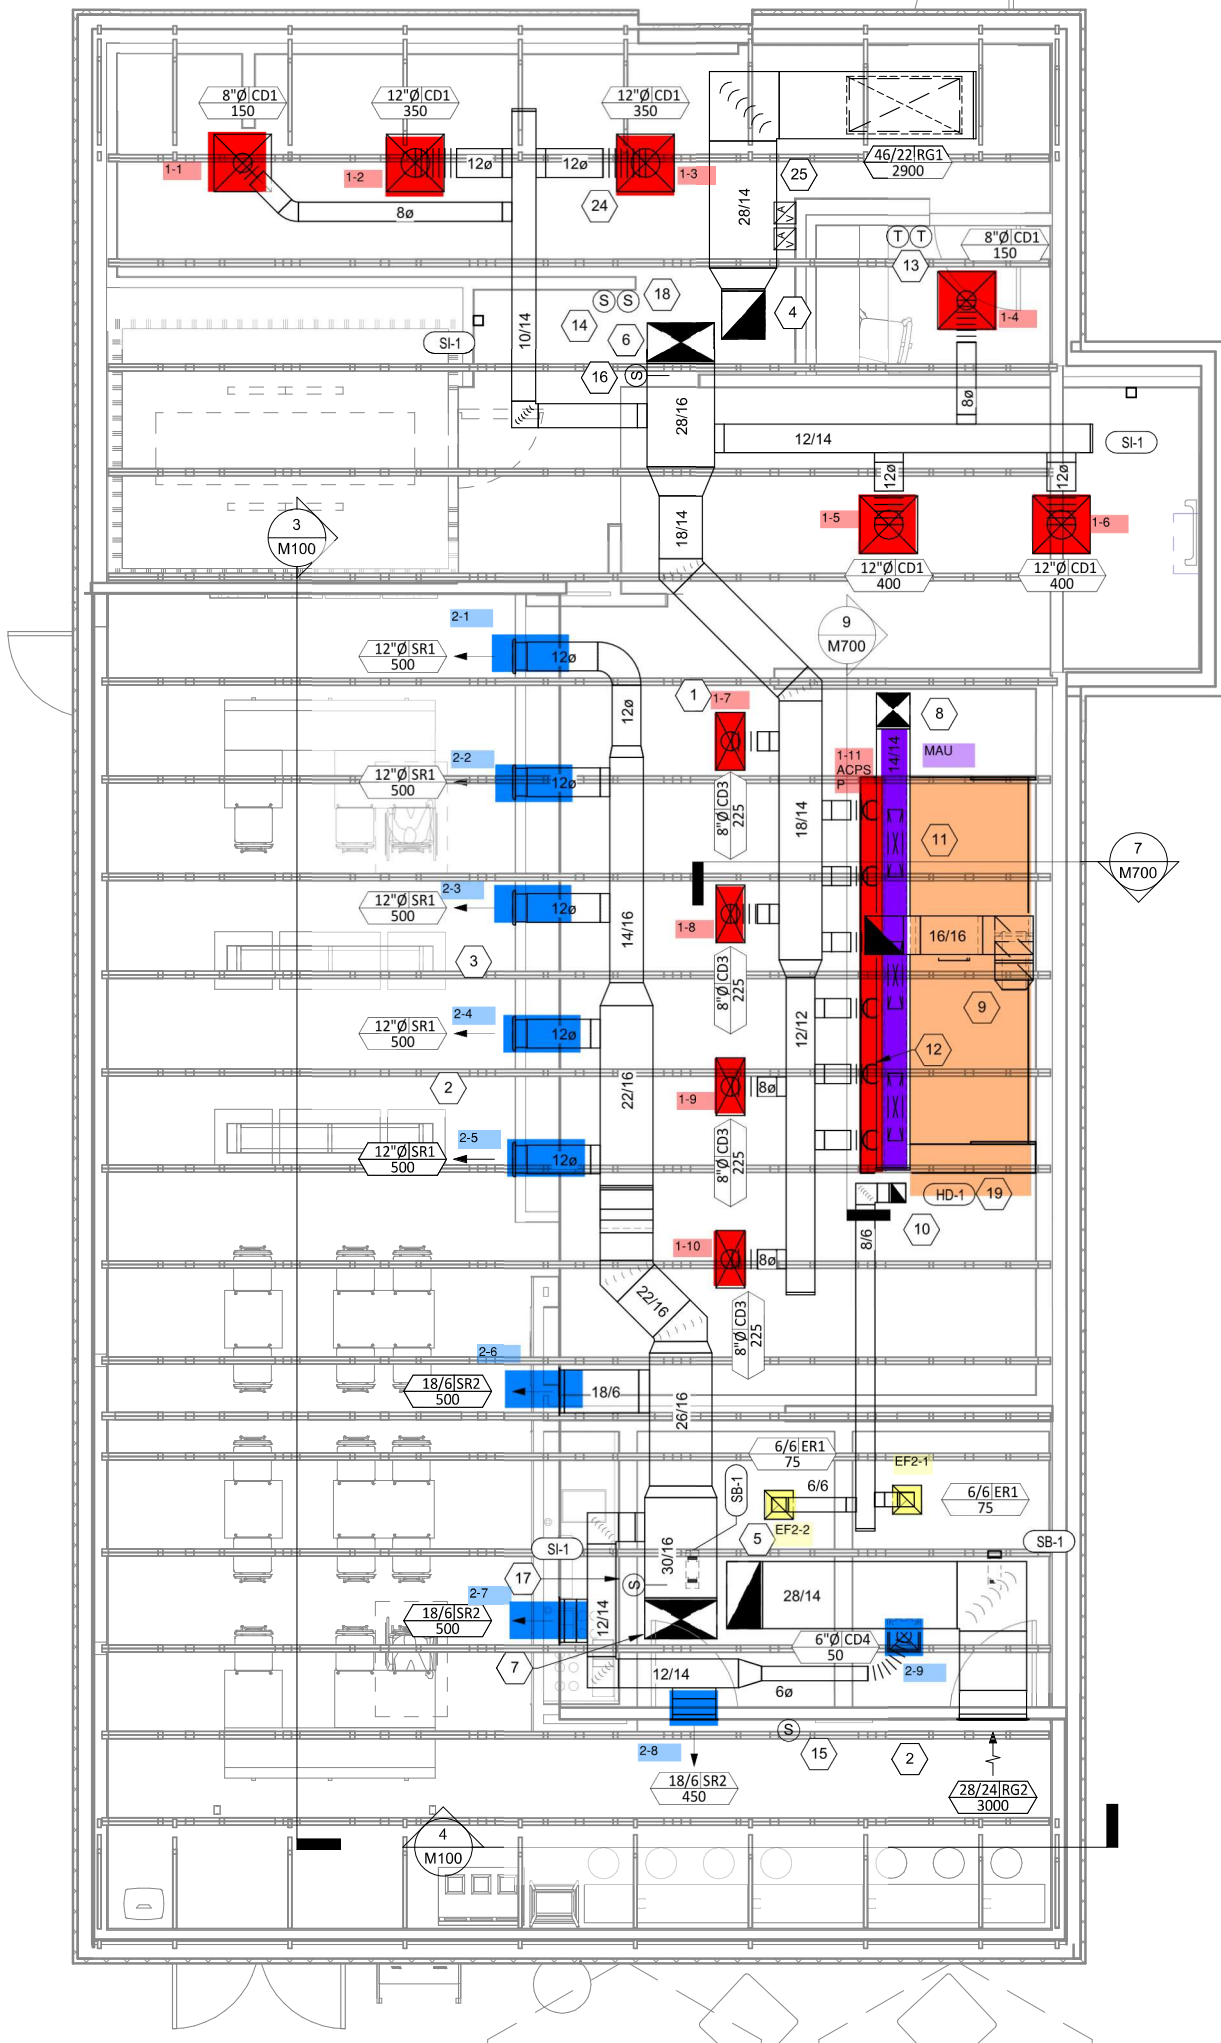 8"Ø CD1
150
12"Ø CD1
350
12"Ø CD1
350
1-1
1-2
1-3
12ø
12ø
8ø
24
46/22 RG1
2900
25
28/14
A
V
A
V
T T
13
8"Ø CD1
150
1-4
S S
18
14
4
6
SI-1
10/14
16
S
28/16
8ø
12/14
SI-1
12ø
12ø
1-5
1-6
12"Ø CD1
400
12"Ø CD1
400
3
M100
18/14
9
M700
2-1
12"Ø SR1
500
12ø
12ø
1
1-7
8
2-2
12"Ø SR1
500
12ø
1-11
ACPS
P
14/14
MAU
8"Ø CD3
225
18/14
11
7
M700
2-3
12"Ø SR1
500
12ø
14/16
1-8
16/16
3
8"Ø CD3
225
9
2-4
12"Ø SR1
500
12ø
12/12
12
2
22/16
1-9
8ø
2-5
12"Ø SR1
500
12ø
8"Ø CD3
225
HD-1
19
10
8/6
1-10
8ø
22/16
8"Ø CD3
225
2-6
18/6 SR2
500
18/6
26/16
6/6 ER1
75
EF2-1
6/6
6/6 ER1
75
SB-1
EF2-2
5
SI-1
30/16
SB-1
17
S
2-7
18/6 SR2
500
12/14
28/14
6"Ø CD4
50
7
12/14
6ø
2-9
S
15
2
2-8
18/6 SR2
450
28/24 RG2
3000
4
M100